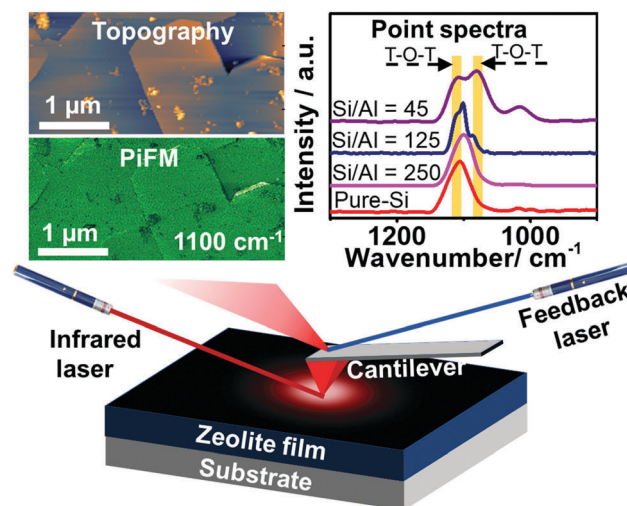 Topography
1 μm
PiFM
1 μm
1100 cm⁻¹
Point spectra
T-O-T
T-O-T
Si/Al = 45
Si/Al = 125
Si/Al = 250
Pure-Si
Intensity / a.u.
1200
1000
Wavenumber/ cm⁻¹
Infrared
laser
Feedback
laser
Cantilever
Zeolite film
Substrate